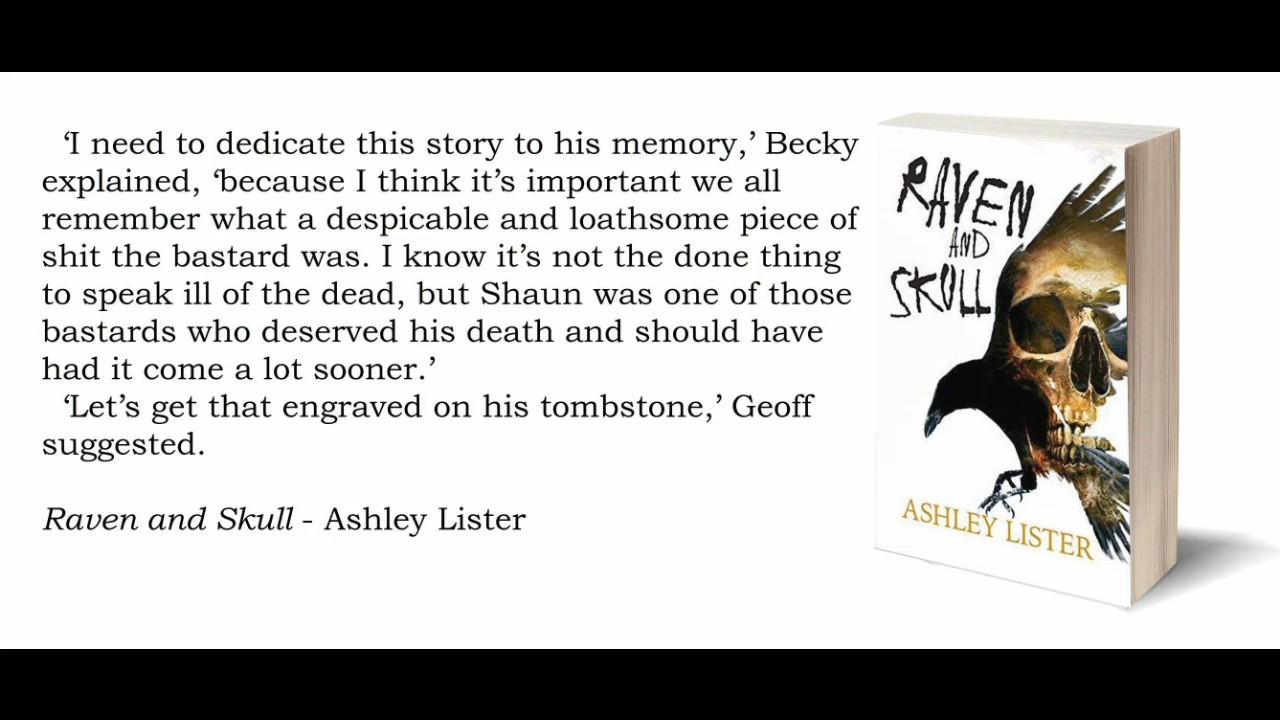 ‘I need to dedicate this story to his memory,’ Becky
explained, ‘because I think it’s important we all
remember what a despicable and loathsome piece of
shit the bastard was. I know it’s not the done thing
to speak ill of the dead, but Shaun was one of those
bastards who deserved his death and should have
had it come a lot sooner.’
‘Let’s get that engraved on his tombstone,’ Geoff
suggested.
Raven and Skull - Ashley Lister
RAVEN
AND
SKULL
ASHLEY LISTER